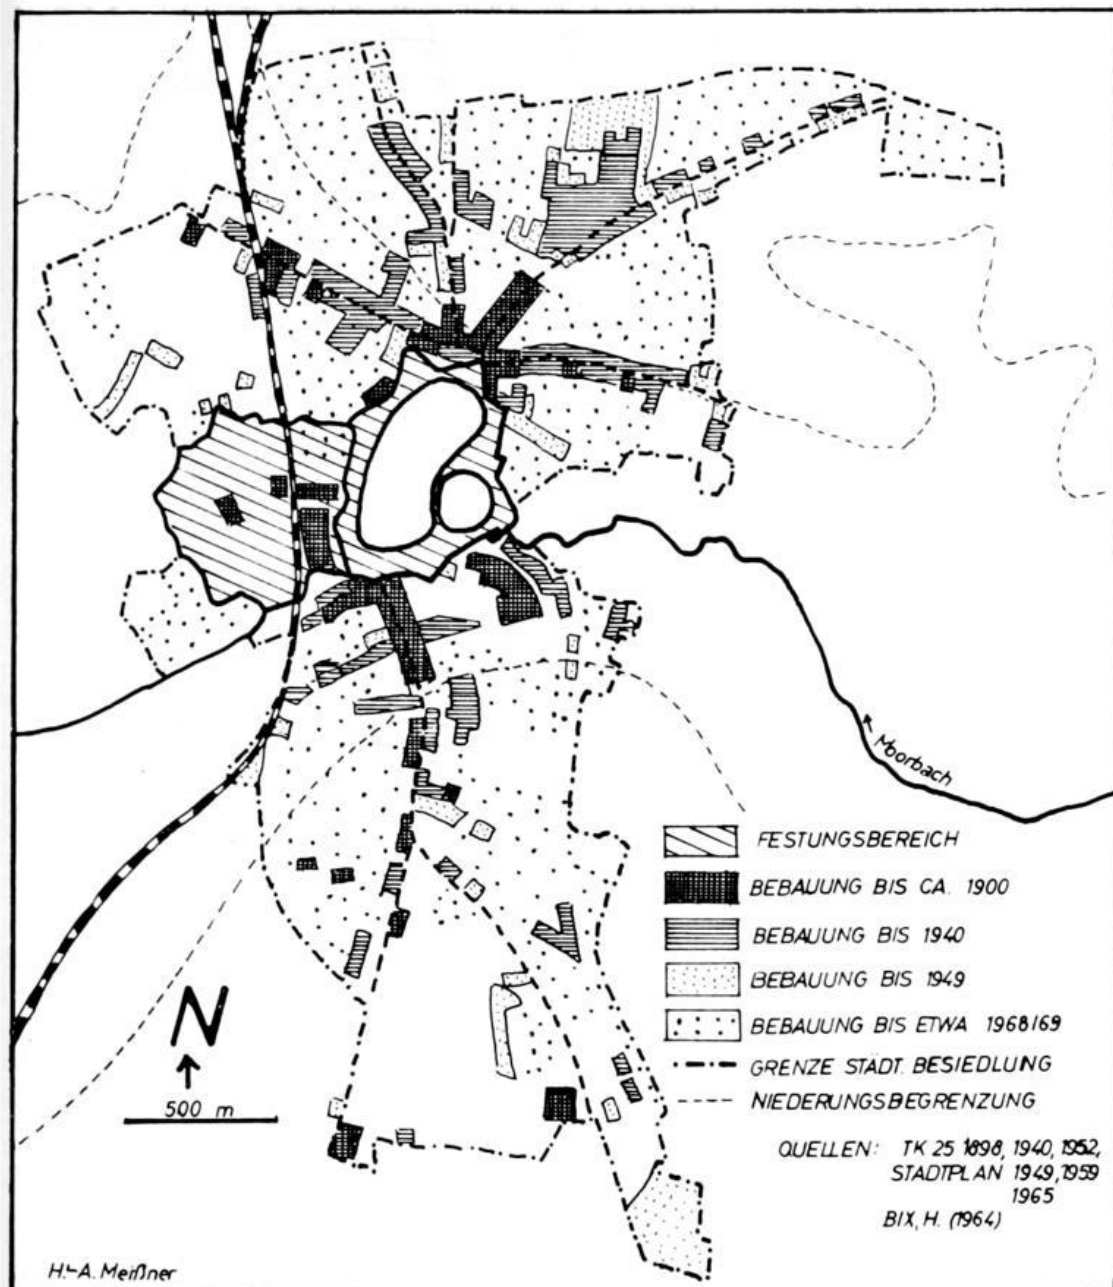 Moorbach
FESTUNGSBEREICH
BEBAUUNG BIS CA. 1900
BEBAUUNG BIS 1940
BEBAUUNG BIS 1949
BEBAUUNG BIS ETWA 1968/69
GRENZE STÄDT. BESIEDLUNG
NIEDERUNGSBEGRENZUNG
N
500 m
QUELLEN: TK 25 1898, 1940, 1952,
STADTPLAN 1949, 1959
1965
BIX, H. (1964)
H.-A. Meißner